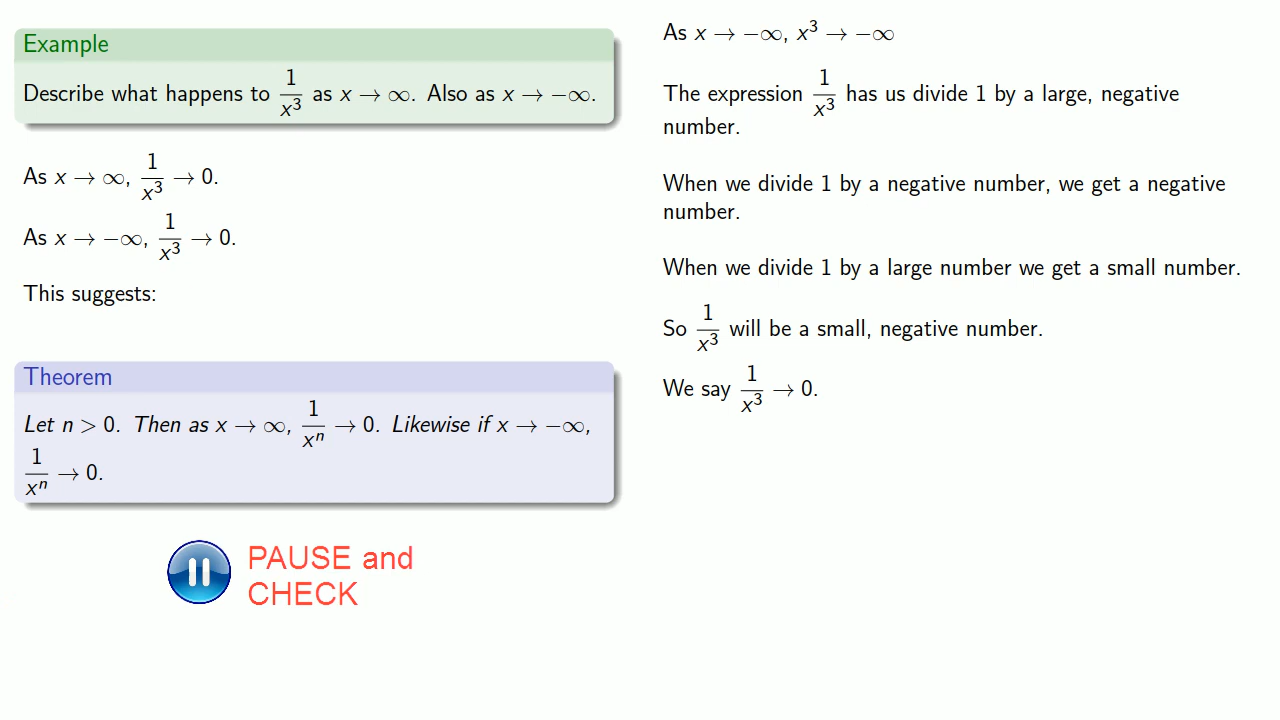 Example
Describe what happens to 1/x³ as x → ∞. Also as x → −∞.
As x → ∞, 1/x³ → 0.
As x → −∞, 1/x³ → 0.
This suggests:
Theorem
Let n > 0. Then as x → ∞, 1/xⁿ → 0. Likewise if x → −∞,
1/xⁿ → 0.
PAUSE and
CHECK
As x → −∞, x³ → −∞
The expression 1/x³ has us divide 1 by a large, negative
number.
When we divide 1 by a negative number, we get a negative
number.
When we divide 1 by a large number we get a small number.
So 1/x³ will be a small, negative number.
We say 1/x³ → 0.